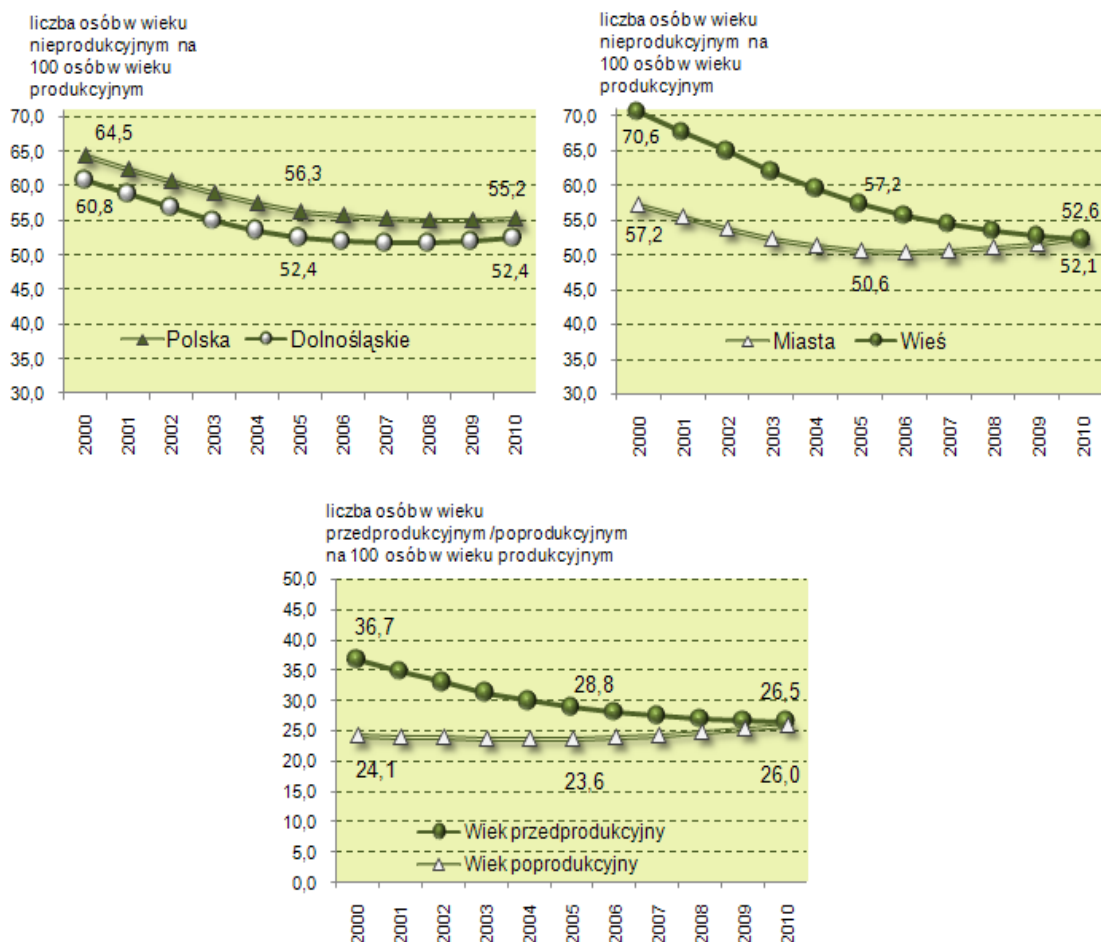 liczba osób w wieku
nieprodukcyjnym na
100 osób w wieku
produkcyjnym
70,0
65,0
60,0
55,0
50,0
45,0
40,0
35,0
30,0
64,5
56,3
55,2
60,8
52,4
52,4
Polska Dolnośląskie
2000 2001 2002 2003 2004 2005 2006 2007 2008 2009 2010
liczba osób w wieku
nieprodukcyjnym na
100 osób w wieku
produkcyjnym
70,0
65,0
60,0
55,0
50,0
45,0
40,0
35,0
30,0
70,6
57,2
52,6
57,2
50,6
52,1
Miasta Wieś
2000 2001 2002 2003 2004 2005 2006 2007 2008 2009 2010
liczba osób w wieku
przedprodukcyjnym /poprodukcyjnym
na 100 osób w wieku produkcyjnym
50,0
45,0
40,0
35,0
30,0
25,0
20,0
15,0
10,0
5,0
0,0
36,7
28,8
26,5
24,1
23,6
26,0
Wiek przedprodukcyjny
Wiek poprodukcyjny
2000 2001 2002 2003 2004 2005 2006 2007 2008 2009 2010